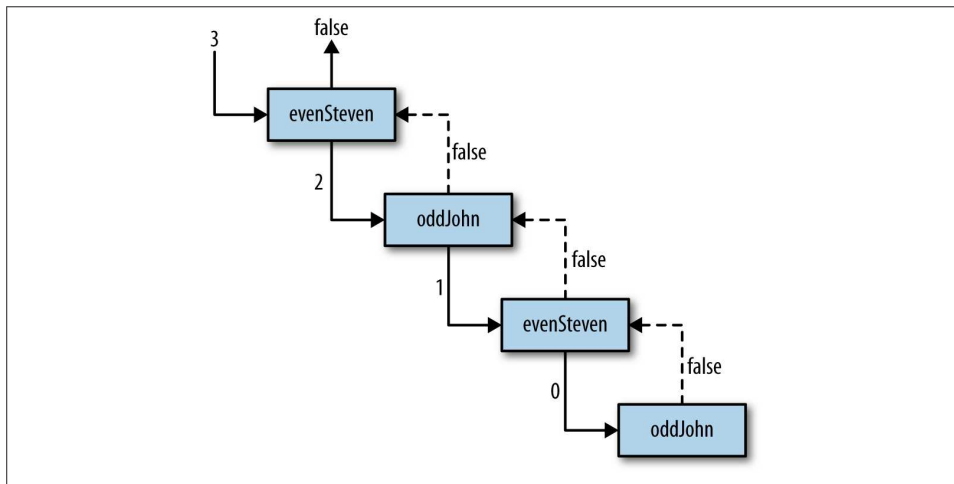 3
false
evenSteven
false
2
oddJohn
false
1
evenSteven
false
0
oddJohn